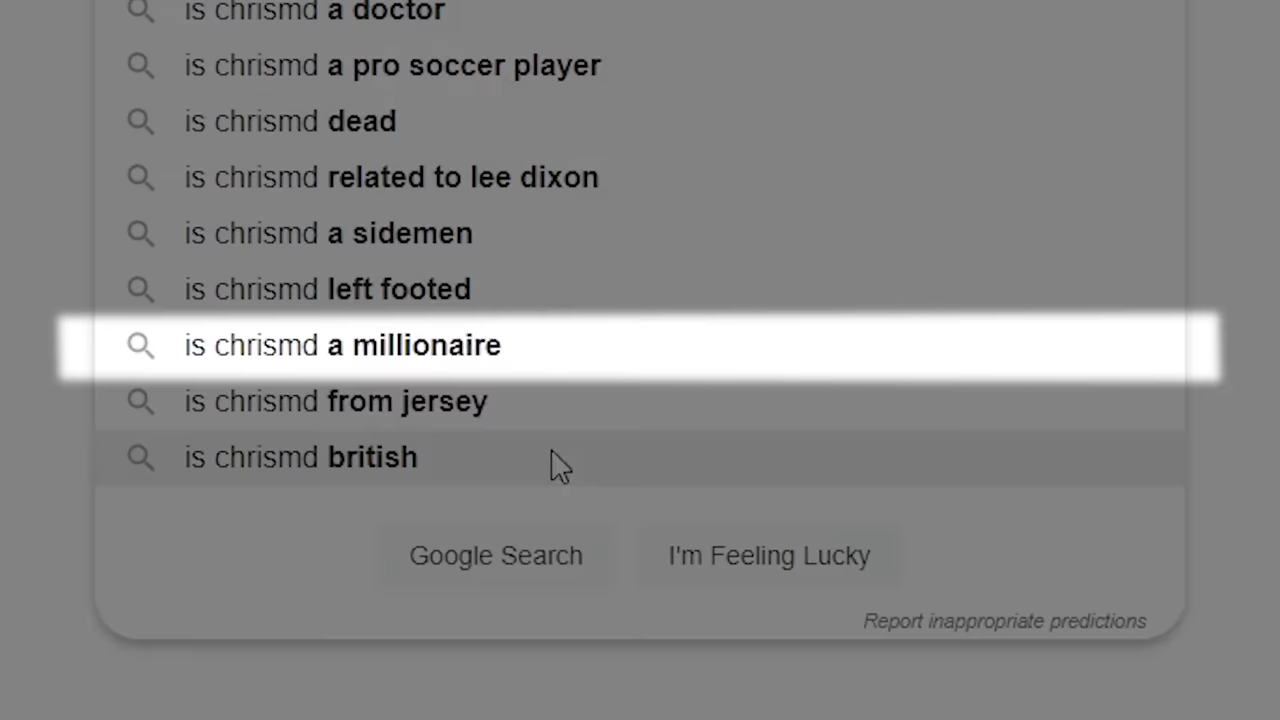 is chrismd a doctor
is chrismd a pro soccer player
is chrismd dead
is chrismd related to lee dixon
is chrismd a sidemen
is chrismd left footed
is chrismd a millionaire
is chrismd from jersey
is chrismd british
Google Search I'm Feeling Lucky
Report inappropriate predictions